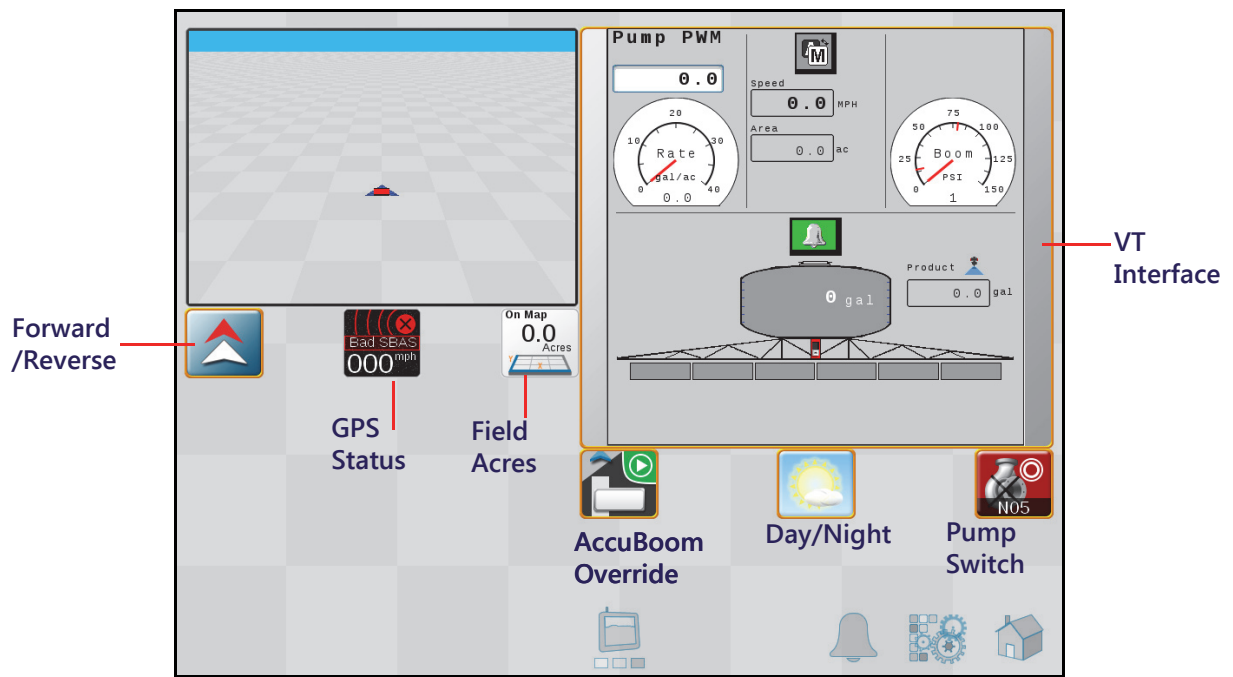 Pump PWM
0.0
20
10
30
Rate
gal/ac
0
40
0.0
M
Speed
0.0 MPH
Area
0.0 ac
75
50
100
25
Boom
125
PSI
0
150
1
0 gal
Product
0.0 gal
VT
Interface
Forward
/Reverse
Bad SBAS
000 mph
On Map
0.0
Acres
Y
X
GPS
Status
Field
Acres
N05
AccuBoom
Override
Day/Night
Pump
Switch